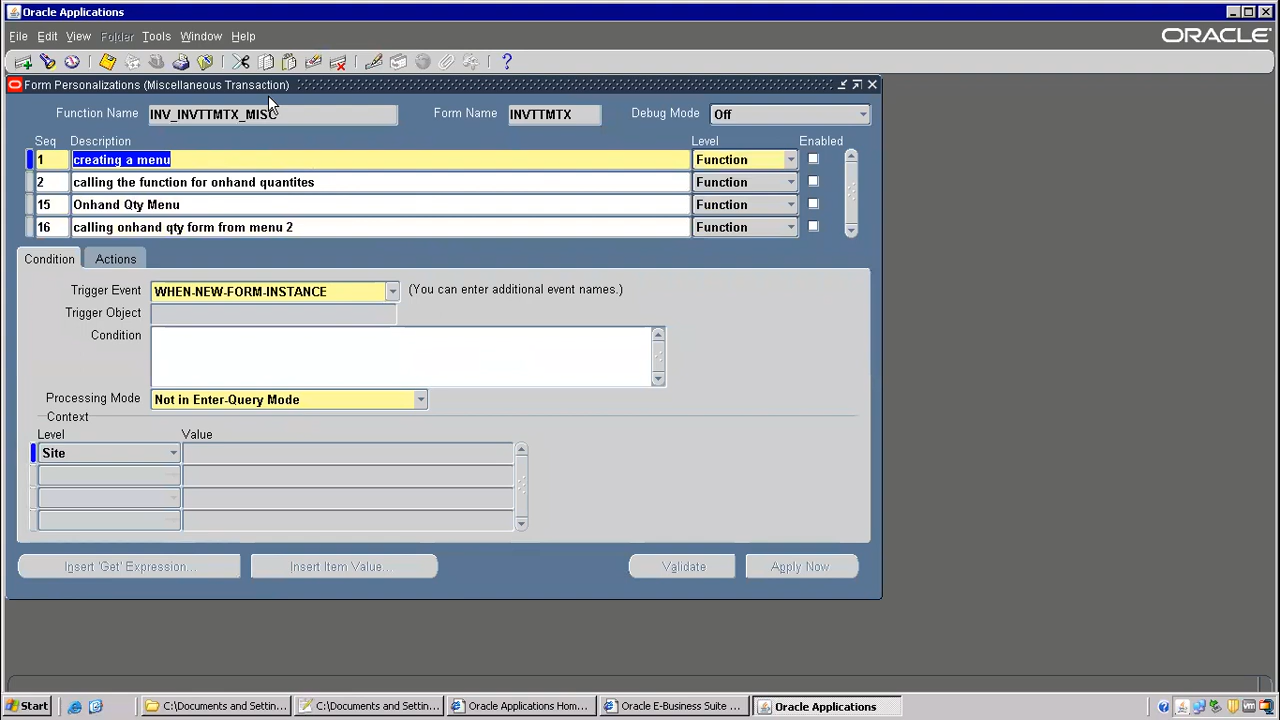 Oracle Applications
File Edit View Folder Tools Window Help
ORACLE
Form Personalizations (Miscellaneous Transaction)
Function Name INV_INVTTMTX_MISC Form Name INVTTMTX Debug Mode Off
Seq Description Level Enabled
1 creating a menu Function
2 calling the function for onhand quantites Function
15 Onhand Qty Menu Function
16 calling onhand qty form from menu 2 Function
Condition Actions
Trigger Event WHEN-NEW-FORM-INSTANCE (You can enter additional event names.)
Trigger Object
Condition
Processing Mode Not in Enter-Query Mode
Context
Level Value
Site
Insert 'Get' Expression... Insert Item Value... Validate Apply Now
Start C:\Documents and Settin... C:\Documents and Settin... Oracle Applications Hom... Oracle E-Business Suite ... Oracle Applications